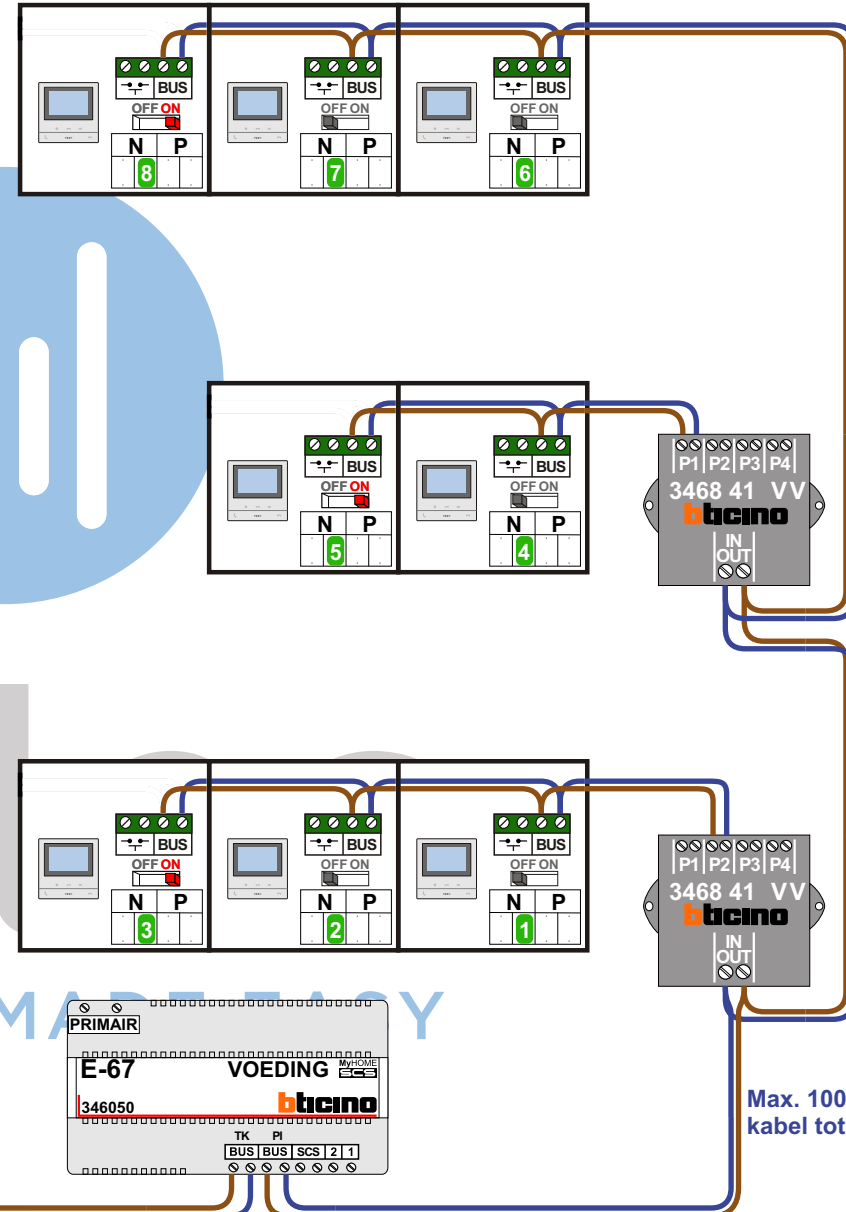 BUS BUS BUS
OFF ON OFF ON OFF ON
N P N P N P
8 7 6
BUS BUS
OFF ON OFF ON
N P N P
5 4
P1 P2 P3 P4
3468 41 VV
bticino
IN
OUT
BUS BUS BUS
OFF ON OFF ON OFF ON
N P N P N P
3 2 1
P1 P2 P3 P4
3468 41 VV
bticino
IN
OUT
MADE EASY
PRIMAIR
E-67 VOEDING MyHOME
SCS
346050 bticino
TK PI
BUS BUS SCS 2 1
Max. 100
kabel tot